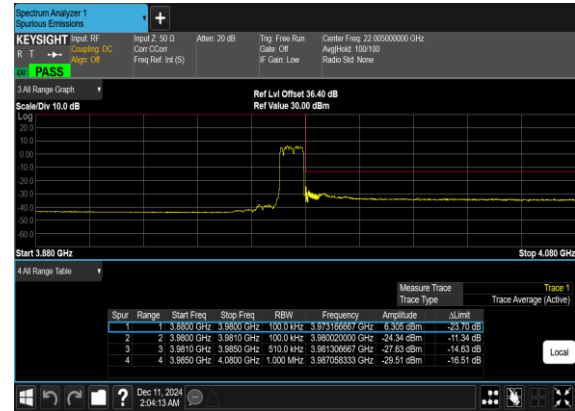 Spectrum Analyzer 1
Spurious Emissions
+
KEYSIGHT Input: RF Input Z: 50 Ω Atten: 20 dB Trig: Free Run Center Freq: 22.005000000 GHz
R T Coupling: DC Corr CCorr Gate: Off Avg|Hold: 100/100
Align: Off Freq Ref: Int (S) IF Gain: Low Radio Std: None
LW PASS
3 All Range Graph
Ref Lvl Offset 36.40 dB
Scale/Div 10.0 dB Ref Value 30.00 dBm
Log
20.0
10.0
0.00
-10.0
-20.0
-30.0
-40.0
-50.0
-60.0
Start 3.880 GHz Stop 4.080 GHz
4 All Range Table
Measure Trace Trace 1
Trace Type Trace Average (Active)
Spur Range Start Freq Stop Freq RBW Frequency Amplitude ΔLimit
1 1 3.8800 GHz 3.9800 GHz 100.0 kHz 3.973166667 GHz 6.305 dBm -23.70 dB
2 2 3.9800 GHz 3.9810 GHz 100.0 kHz 3.980020000 GHz -24.34 dBm -11.34 dB
3 3 3.9810 GHz 3.9850 GHz 510.0 kHz 3.981306667 GHz -27.63 dBm -14.63 dB
4 4 3.9850 GHz 4.0800 GHz 1.000 MHz 3.987058333 GHz -29.51 dBm -16.51 dB
Local
? Dec 11, 2024
2:04:13 AM